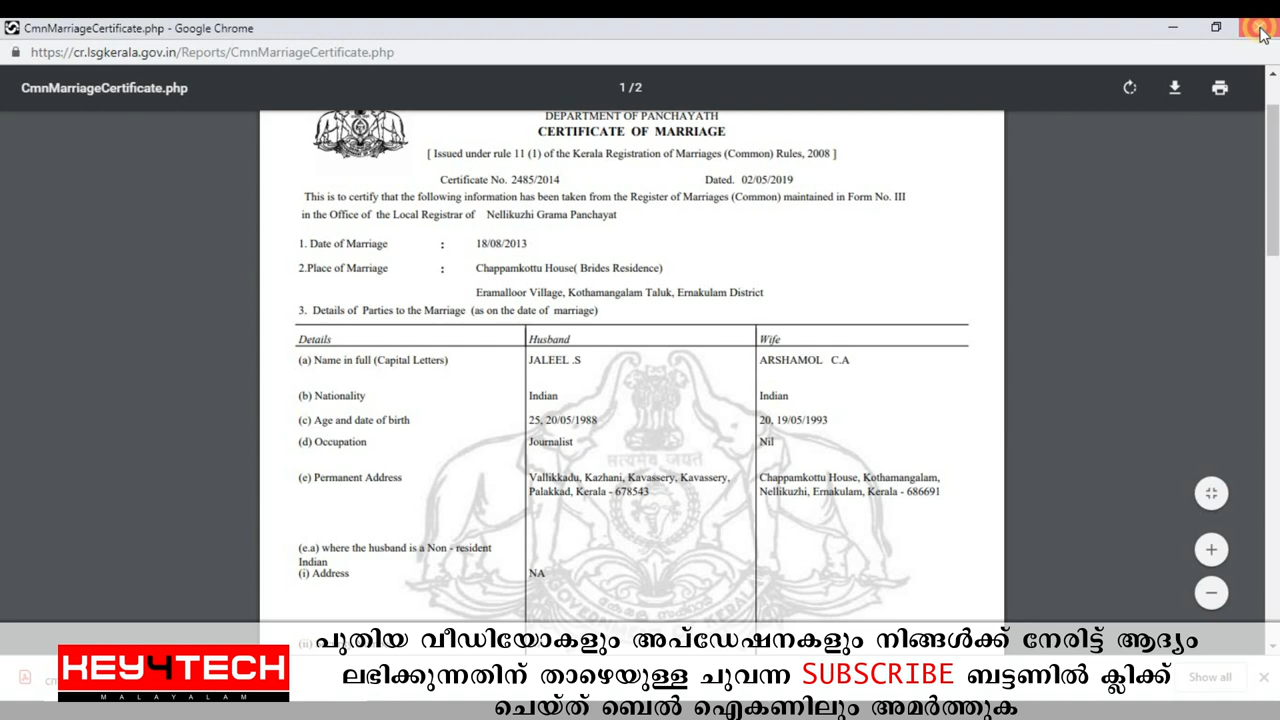 CmnMarriageCertificate.php - Google Chrome
https://cr.lsgkerala.gov.in/Reports/CmnMarriageCertificate.php
CmnMarriageCertificate.php 1 / 2
DEPARTMENT OF PANCHAYATH
CERTIFICATE OF MARRIAGE
[ Issued under rule 11 (1) of the Kerala Registration of Marriages (Common) Rules, 2008 ]
Certificate No. 2485/2014 Dated. 02/05/2019
This is to certify that the following information has been taken from the Register of Marriages (Common) maintained in Form No. III
in the Office of the Local Registrar of Nellikuzhi Grama Panchayat
1. Date of Marriage : 18/08/2013
2.Place of Marriage : Chappamkottu House( Brides Residence)
Eramalloor Village, Kothamangalam Taluk, Ernakulam District
3. Details of Parties to the Marriage (as on the date of marriage)
Details Husband Wife
(a) Name in full (Capital Letters) JALEEL .S ARSHAMOL C.A
(b) Nationality Indian Indian
(c) Age and date of birth 25, 20/05/1988 20, 19/05/1993
(d) Occupation Journalist Nil
(e) Permanent Address Vallikkadu, Kazhani, Kavassery, Kavassery, Chappamkottu House, Kothamangalam,
Palakkad, Kerala - 678543 Nellikuzhi, Ernakulam, Kerala - 686691
सत्यमेव जयते
(e.a) where the husband is a Non - resident
Indian
(i) Address NA
(ii)
പുതിയ വീഡിയോകളും അപ്ഡേഷനകളും നിങ്ങൾക്ക് നേരിട്ട് ആദ്യം
ലഭിക്കുന്നതിന് താഴെയുള്ള ചുവന്ന SUBSCRIBE ബട്ടണിൽ ക്ലിക്ക്
ചെയ്ത് ബെൽ ഐകണിലും അമർത്തുക
KEY4TECH
MALAYALAM
Show all